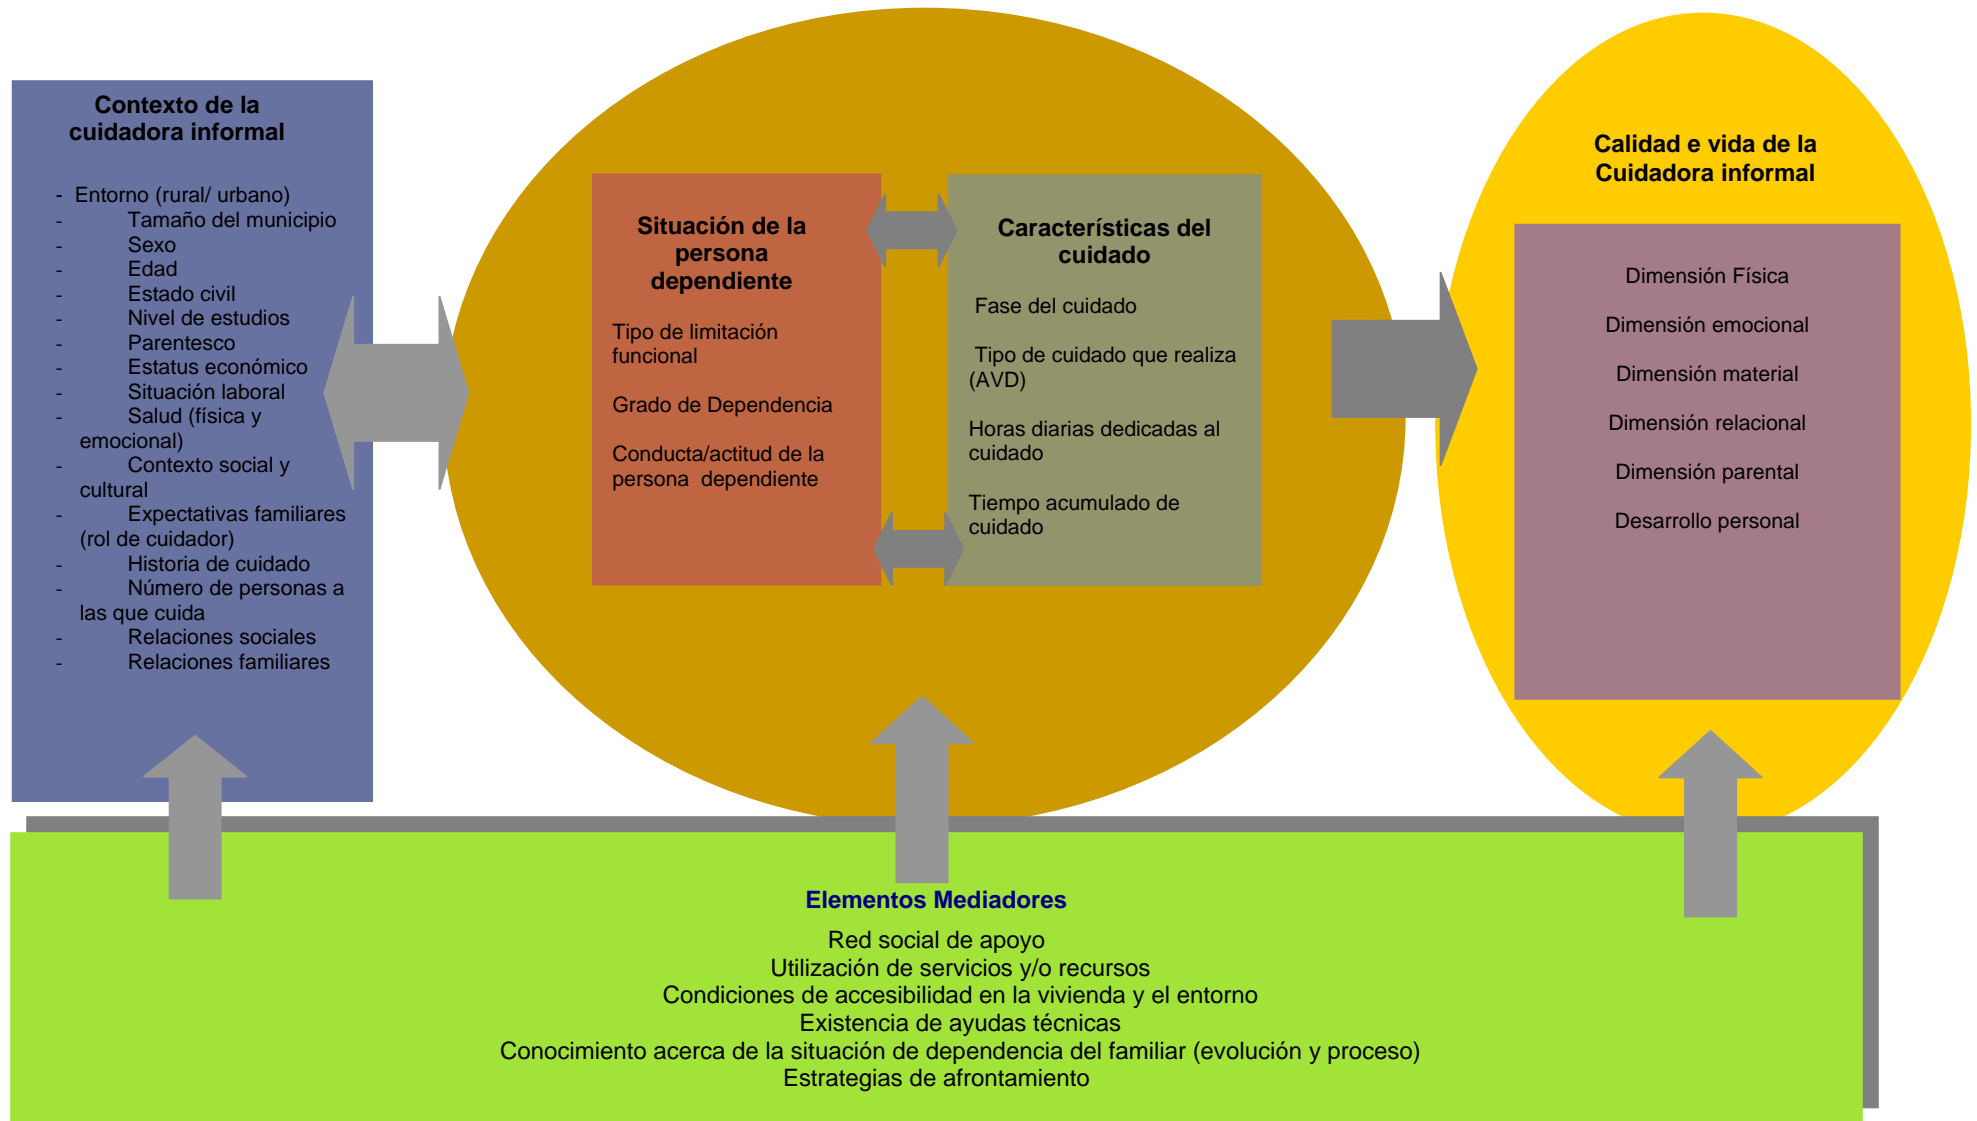 Contexto de la
cuidadora informal
- Entorno (rural/ urbano)
- Tamaño del municipio
- Sexo
- Edad
- Estado civil
- Nivel de estudios
- Parentesco
- Estatus económico
- Situación laboral
- Salud (física y
emocional)
- Contexto social y
cultural
- Expectativas familiares
(rol de cuidador)
- Historia de cuidado
- Número de personas a
las que cuida
- Relaciones sociales
- Relaciones familiares
Situación de la
persona
dependiente
Tipo de limitación
funcional
Grado de Dependencia
Conducta/actitud de la
persona dependiente
Características del
cuidado
Fase del cuidado
Tipo de cuidado que realiza
(AVD)
Horas diarias dedicadas al
cuidado
Tiempo acumulado de
cuidado
Calidad e vida de la
Cuidadora informal
Dimensión Física
Dimensión emocional
Dimensión material
Dimensión relacional
Dimensión parental
Desarrollo personal
Elementos Mediadores
Red social de apoyo
Utilización de servicios y/o recursos
Condiciones de accesibilidad en la vivienda y el entorno
Existencia de ayudas técnicas
Conocimiento acerca de la situación de dependencia del familiar (evolución y proceso)
Estrategias de afrontamiento